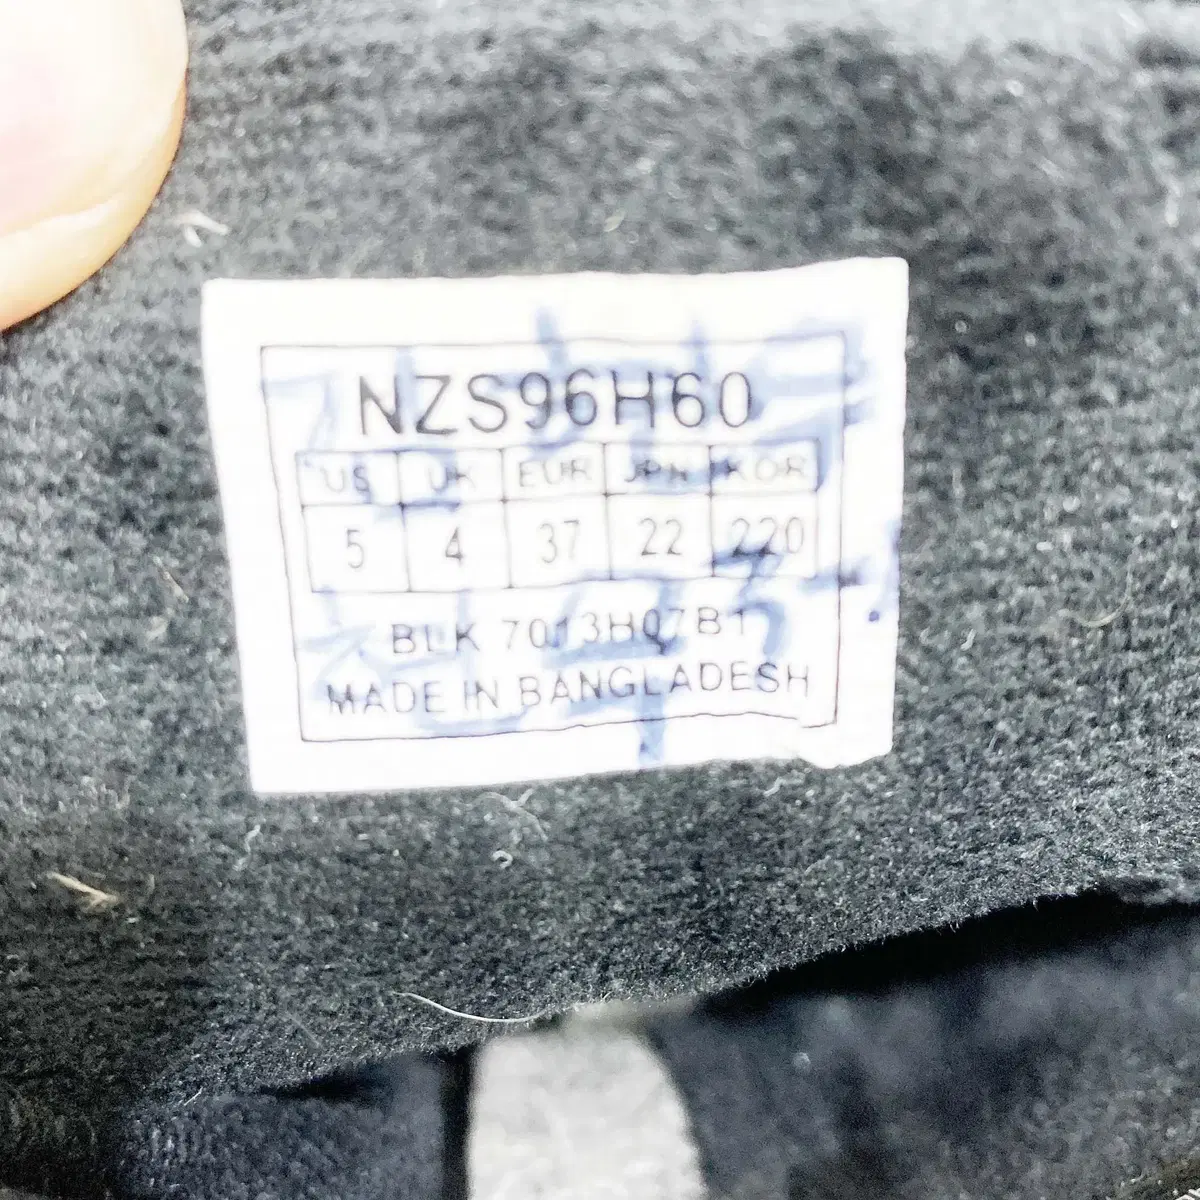 NZS96H60
US UK EUR JPN KOR
5 4 37 22 220
BLK 7013H07B1
MADE IN BANGLADESH